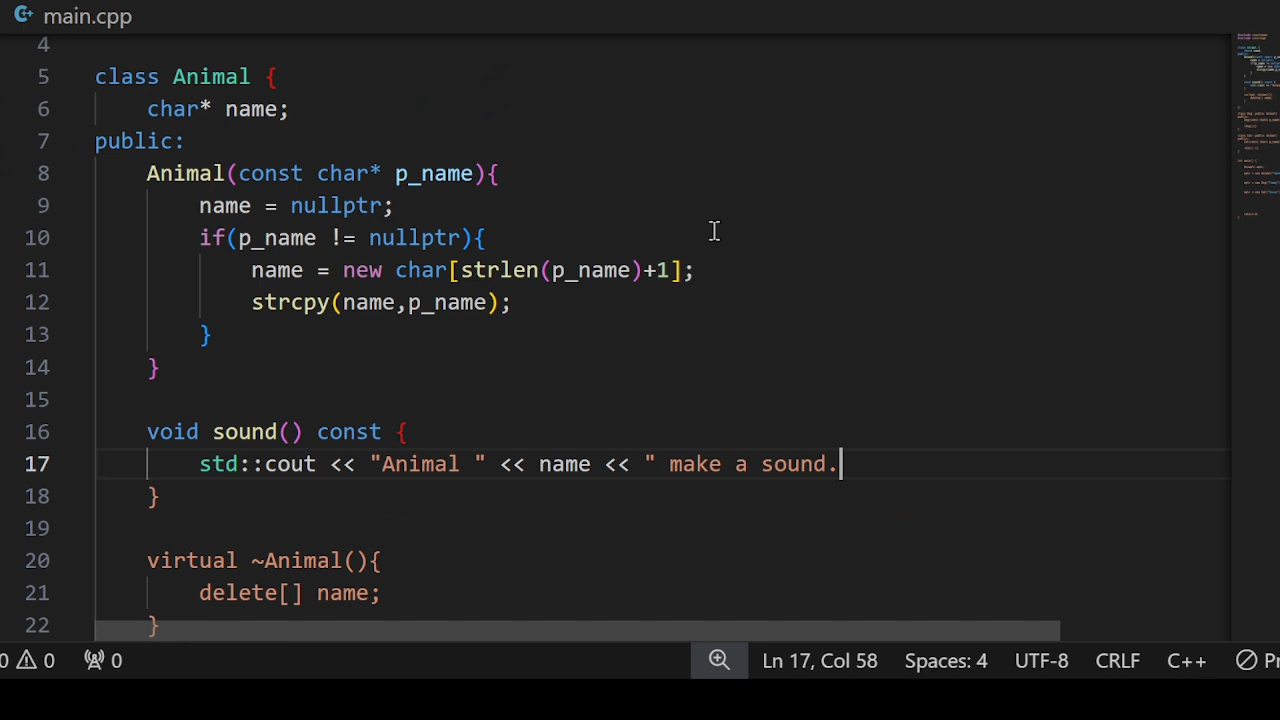 main.cpp
4
5 class Animal {
6 char* name;
7 public:
8 Animal(const char* p_name){
9 name = nullptr;
10 if(p_name != nullptr){
11 name = new char[strlen(p_name)+1];
12 strcpy(name,p_name);
13 }
14 }
15
16 void sound() const {
17 std::cout << "Animal " << name << " make a sound.
18 }
19
20 virtual ~Animal(){
21 delete[] name;
22 }
0 0 0 Ln 17, Col 58 Spaces: 4 UTF-8 CRLF C++ Pr